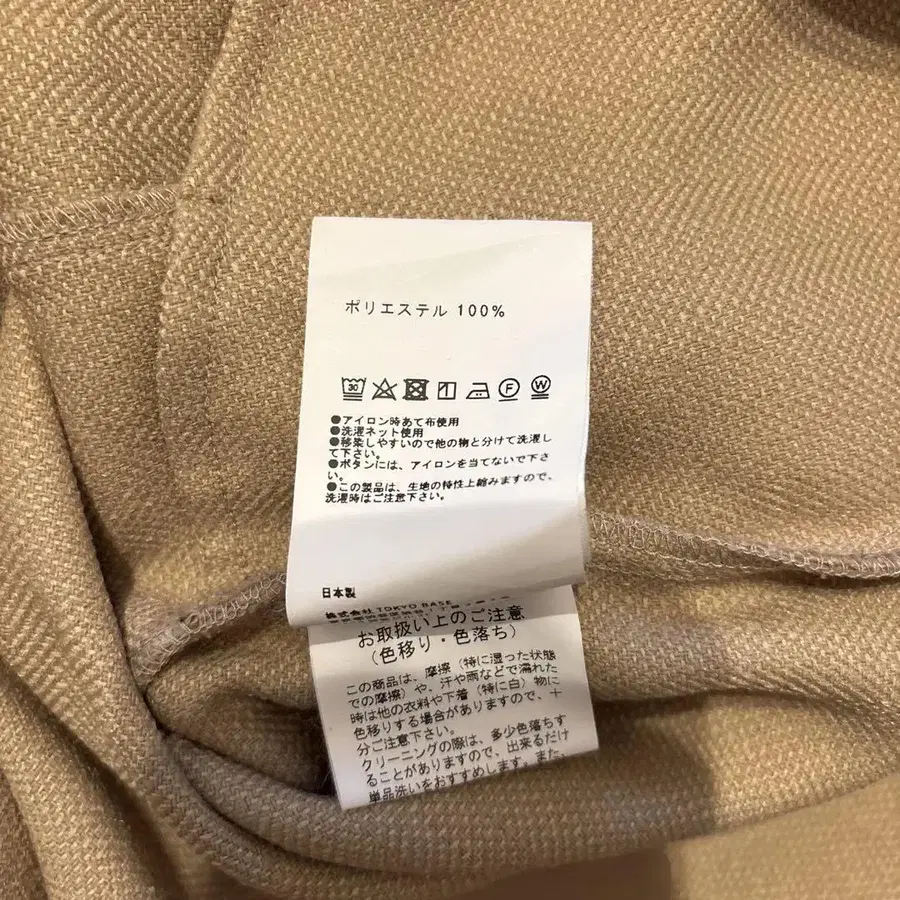 ポリエステル 100%
30 F W
●アイロン時あて布使用
●洗濯ネット使用
●移染しやすいので他の物と分けて洗濯し
て下さい。
●ボタンには、アイロンを当てないで下さ
い。
●この製品は、生地の特性上縮みますので、
洗濯時はご注意下さい。
日本製
株式会社 TOKYO BASE
お取扱い上のご注意
(色移り・色落ち)
この商品は、摩擦(特に湿った状態
での摩擦)や、汗や雨などで濡れた
時は他の衣料や下着(特に白)物に
色移りする場合がありますので、十
分ご注意下さい。
クリーニングの際は、多少色落ちす
ることがありますので、出来るだけ
単品洗いをおすすめします。また、